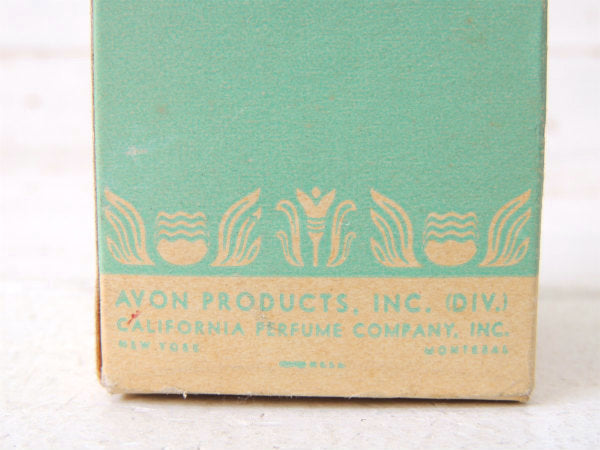 AVON PRODUCTS, INC. (DIV.)
CALIFORNIA PERFUME COMPANY, INC.
NEW YORK MONTREAL